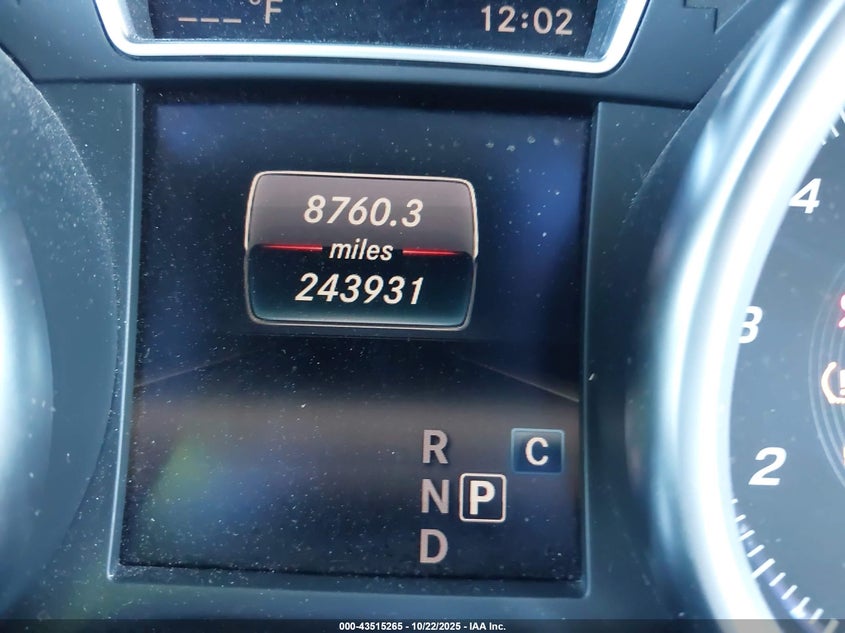 ---°F 12:02
8760.3
miles
243931
R C
N P
D
4
3
2
000-43515265 - 10/22/2025 - IAA Inc.